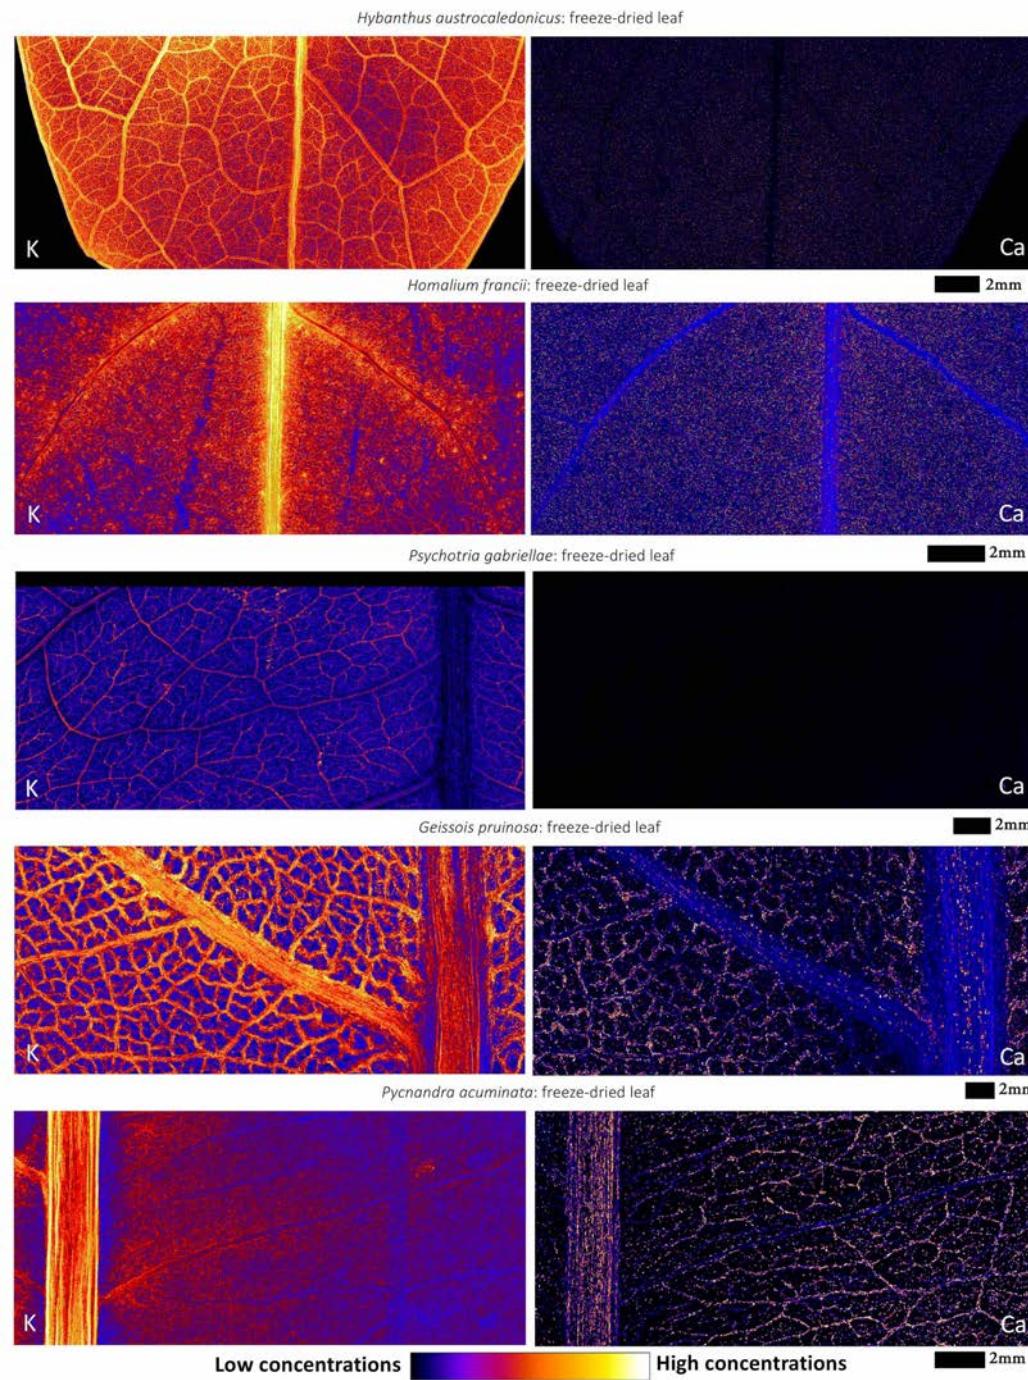 Hybanthus austrocaledonicus: freeze-dried leaf
K
Ca
2mm
Homalium francii: freeze-dried leaf
K
Ca
2mm
Psychotria gabriellae: freeze-dried leaf
K
Ca
2mm
Geissois pruinosa: freeze-dried leaf
K
Ca
2mm
Pycnandra acuminata: freeze-dried leaf
K
Ca
Low concentrations
High concentrations
2mm